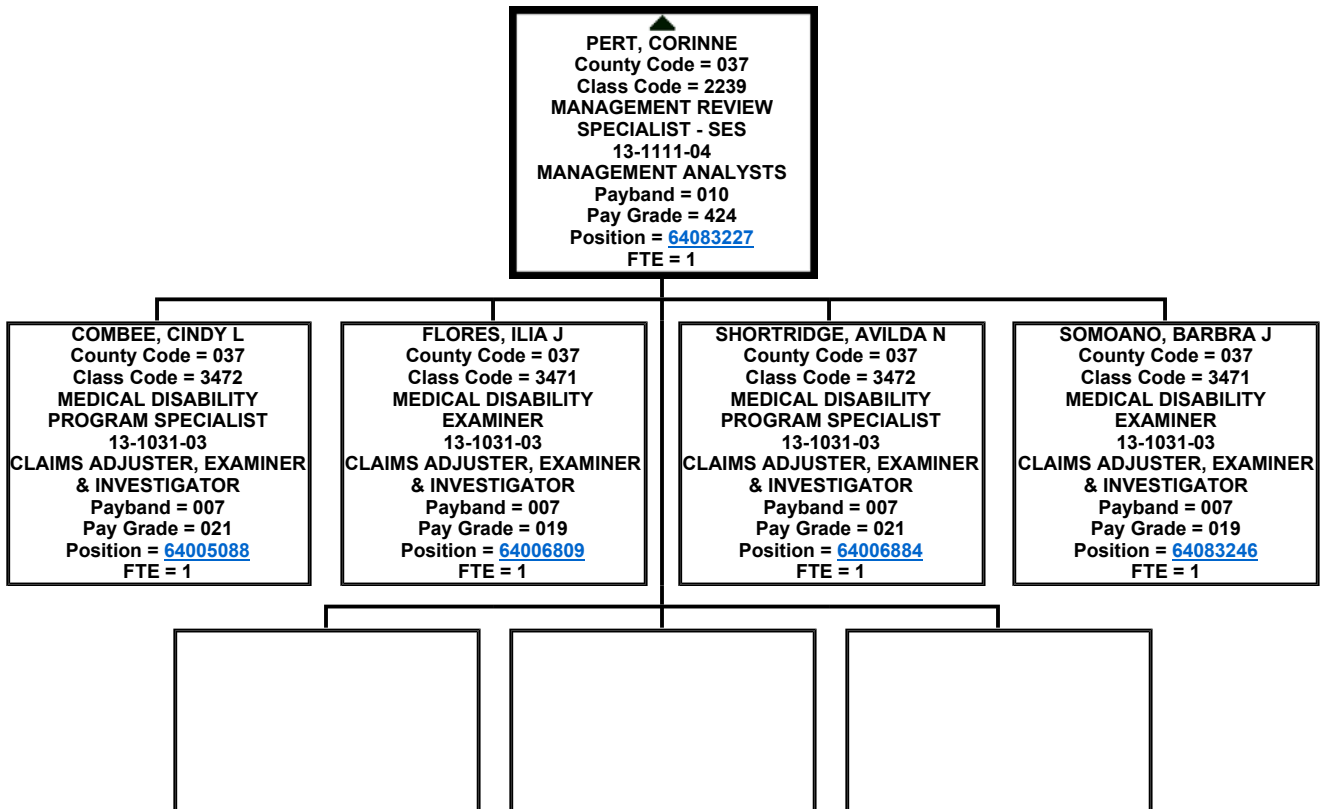 PERT, CORINNE
County Code = 037
Class Code = 2239
MANAGEMENT REVIEW
SPECIALIST - SES
13-1111-04
MANAGEMENT ANALYSTS
Payband = 010
Pay Grade = 424
Position = 64083227
FTE = 1
COMBEE, CINDY L
County Code = 037
Class Code = 3472
MEDICAL DISABILITY
PROGRAM SPECIALIST
13-1031-03
CLAIMS ADJUSTER, EXAMINER
& INVESTIGATOR
Payband = 007
Pay Grade = 021
Position = 64005088
FTE = 1
FLORES, ILIA J
County Code = 037
Class Code = 3471
MEDICAL DISABILITY
EXAMINER
13-1031-03
CLAIMS ADJUSTER, EXAMINER
& INVESTIGATOR
Payband = 007
Pay Grade = 019
Position = 64006809
FTE = 1
SHORTRIDGE, AVILDA N
County Code = 037
Class Code = 3472
MEDICAL DISABILITY
PROGRAM SPECIALIST
13-1031-03
CLAIMS ADJUSTER, EXAMINER
& INVESTIGATOR
Payband = 007
Pay Grade = 021
Position = 64006884
FTE = 1
SOMOANO, BARBRA J
County Code = 037
Class Code = 3471
MEDICAL DISABILITY
EXAMINER
13-1031-03
CLAIMS ADJUSTER, EXAMINER
& INVESTIGATOR
Payband = 007
Pay Grade = 019
Position = 64083246
FTE = 1